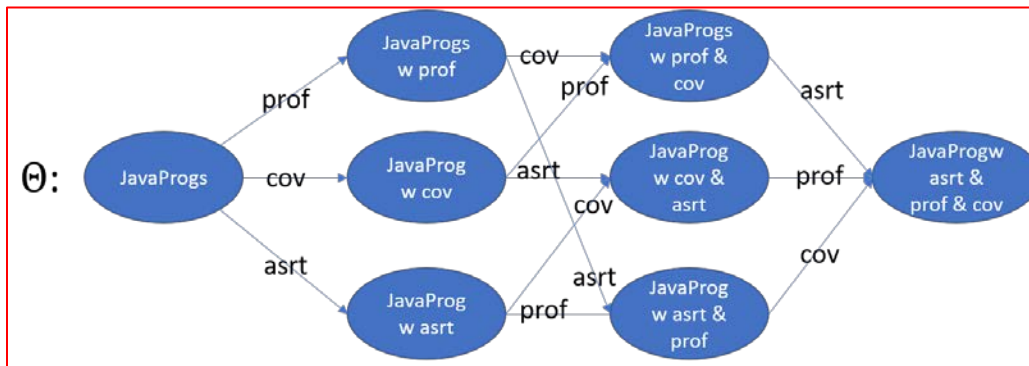 Θ:
JavaProgs
prof
cov
asrt
JavaProgs
w prof
JavaProg
w cov
JavaProg
w asrt
cov
prof
asrt
cov
asrt
prof
JavaProgs
w prof &
cov
JavaProg
w cov &
asrt
JavaProg
w asrt &
prof
asrt
prof
cov
JavaProgw
asrt &
prof & cov